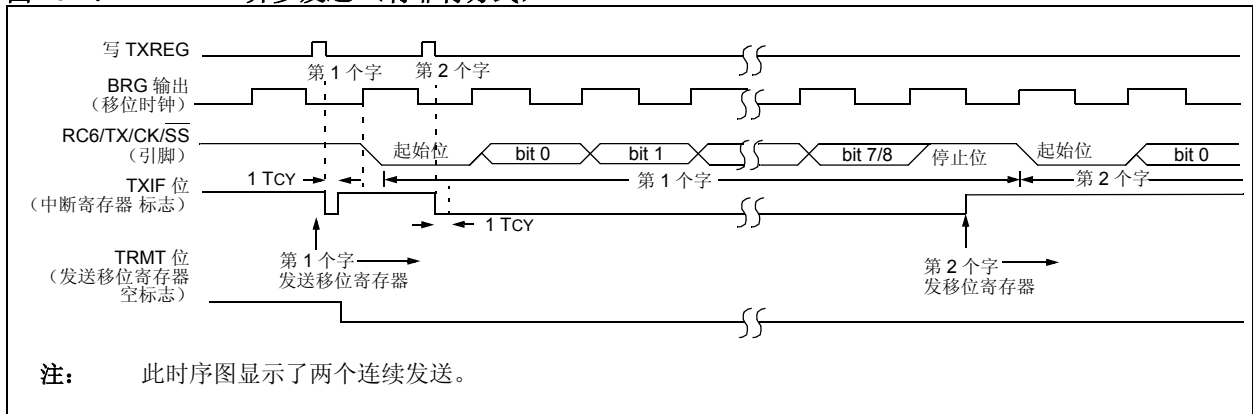 写 TXREG
第 1 个字
第 2 个字
BRG 输出
（移位时钟）
RC6/TX/CK/SS
（引脚）
起始位
bit 0
bit 1
bit 7/8
停止位
起始位
bit 0
1 TCY
第 1 个字
第 2 个字
TXIF 位
（中断寄存器 标志）
1 TCY
TRMT 位
（发送移位寄存器
空标志）
第 1 个字
发送移位寄存器
第 2 个字
发移位寄存器
注： 此时序图显示了两个连续发送。